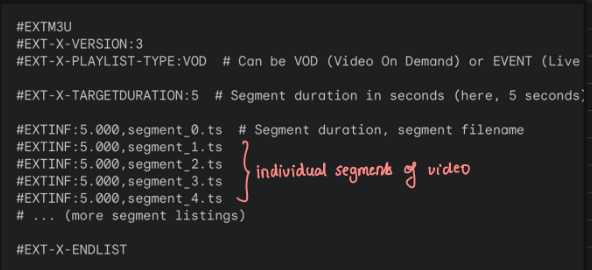 #EXTM3U
#EXT-X-VERSION:3
#EXT-X-PLAYLIST-TYPE:VOD  # Can be VOD (Video On Demand) or EVENT (Live
#EXT-X-TARGETDURATION:5  # Segment duration in seconds (here, 5 seconds)
#EXTINF:5.000,segment_0.ts  # Segment duration, segment filename
#EXTINF:5.000,segment_1.ts
#EXTINF:5.000,segment_2.ts
individual segments of video
#EXTINF:5.000,segment_3.ts
#EXTINF:5.000,segment_4.ts
# ... (more segment listings)
#EXT-X-ENDLIST